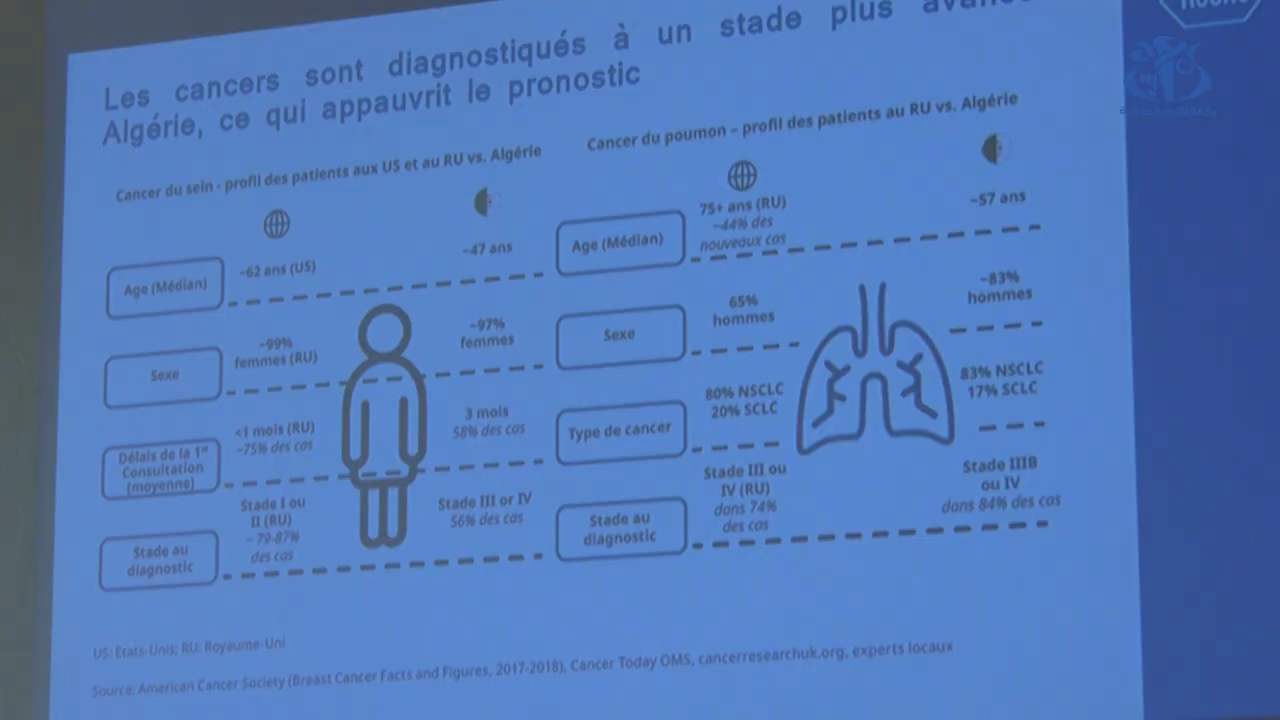 Les cancers sont diagnostiqués à un stade plus
Algérie, ce qui appauvrit le pronostic
Cancer du sein - profil des patients aux US et au RU vs. Algérie
Age (Médian)
~62 ans (US)
~47 ans
Sexe
~99%
femmes (RU)
~97%
femmes
Délais de la 1st
Consultation
(moyenne)
<1 mois (RU)
~75% des cas
3 mois
58% des cas
Stade au
diagnostic
Stade I ou
II (RU)
~ 79-87%
des cas
Stade III or IV
56% des cas
Cancer du poumon – profil des patients au RU vs. Algérie
Age (Médian)
75+ ans (RU)
~44% des
nouveaux cas
~57 ans
Sexe
65%
hommes
~83%
hommes
Type de cancer
80% NSCLC
20% SCLC
83% NSCLC
17% SCLC
Stade au
diagnostic
Stade III ou
IV (RU)
dans 74%
des cas
Stade IIIB
ou IV
dans 84% des cas
US: Etats-Unis; RU: Royaume-Uni
Source: American Cancer Society (Breast Cancer Facts and Figures, 2017-2018), Cancer Today OMS, cancerresearchuk.org, experts locaux